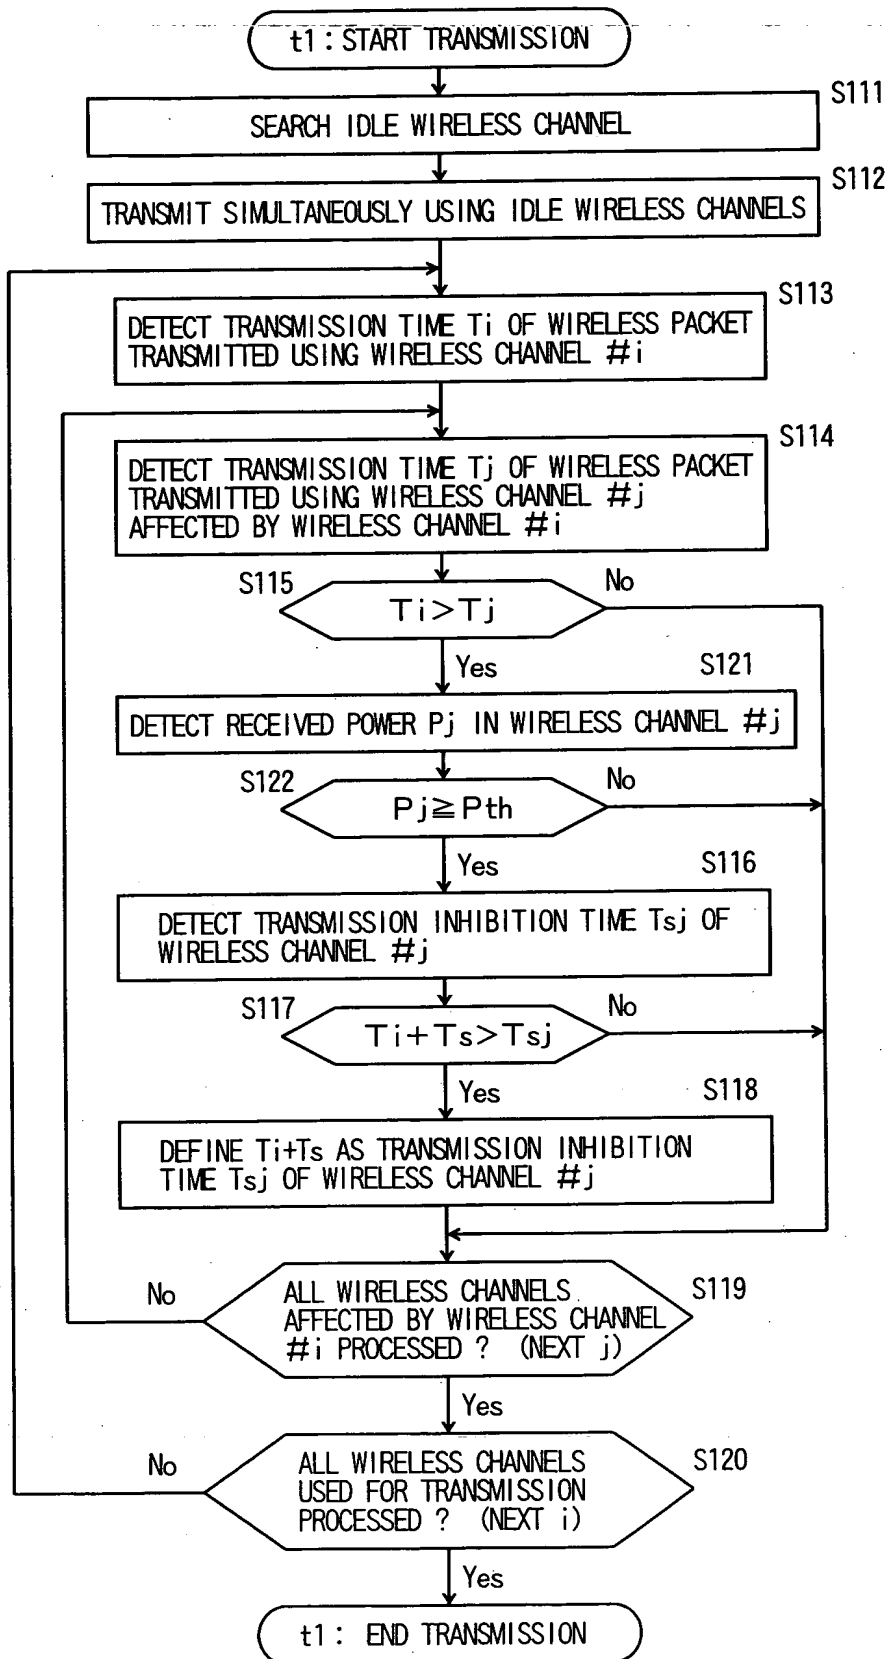 t1 : START TRANSMISSION
S111
SEARCH IDLE WIRELESS CHANNEL
S112
TRANSMIT SIMULTANEOUSLY USING IDLE WIRELESS CHANNELS
S113
DETECT TRANSMISSION TIME Ti OF WIRELESS PACKET
TRANSMITTED USING WIRELESS CHANNEL #i
S114
DETECT TRANSMISSION TIME Tj OF WIRELESS PACKET
TRANSMITTED USING WIRELESS CHANNEL #j
AFFECTED BY WIRELESS CHANNEL #i
S115
Ti>Tj
No
Yes
S121
DETECT RECEIVED POWER Pj IN WIRELESS CHANNEL #j
S122
Pj≧Pth
No
Yes
S116
DETECT TRANSMISSION INHIBITION TIME Tsj OF
WIRELESS CHANNEL #j
S117
Ti+Ts>Tsj
No
Yes
S118
DEFINE Ti+Ts AS TRANSMISSION INHIBITION
TIME Tsj OF WIRELESS CHANNEL #j
S119
No
ALL WIRELESS CHANNELS
AFFECTED BY WIRELESS CHANNEL
#i PROCESSED ? (NEXT j)
Yes
S120
No
ALL WIRELESS CHANNELS
USED FOR TRANSMISSION
PROCESSED ? (NEXT i)
Yes
t1 : END TRANSMISSION